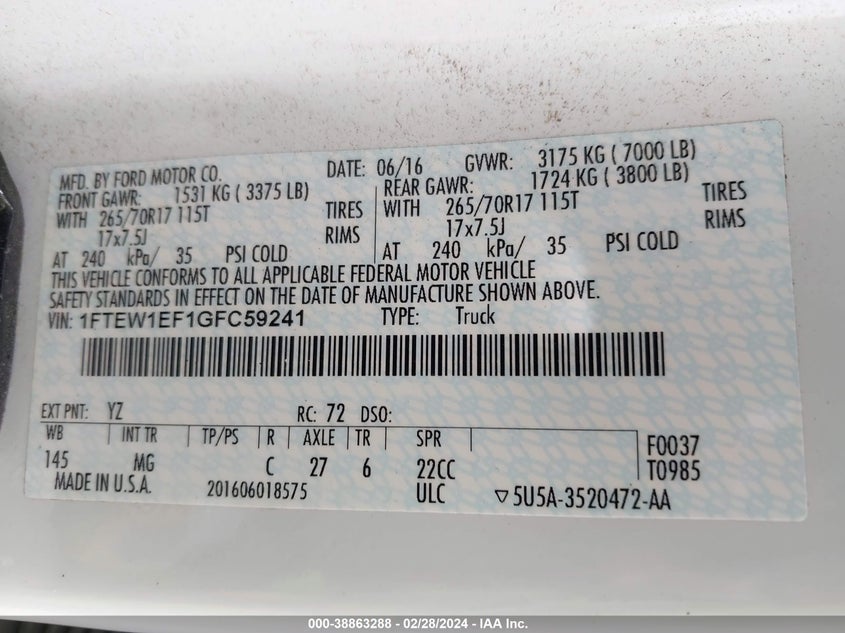 MFD. BY FORD MOTOR CO. DATE: 06/16 GVWR: 3175 KG ( 7000 LB)
FRONT GAWR: 1531 KG ( 3375 LB) REAR GAWR: 1724 KG ( 3800 LB)
WITH 265/70R17 115T TIRES WITH 265/70R17 115T TIRES
17x7.5J RIMS 17x7.5J RIMS
AT 240 kPa/ 35 PSI COLD AT 240 kPa/ 35 PSI COLD
THIS VEHICLE CONFORMS TO ALL APPLICABLE FEDERAL MOTOR VEHICLE
SAFETY STANDARDS IN EFFECT ON THE DATE OF MANUFACTURE SHOWN ABOVE.
VIN: 1FTEW1EF1GFC59241 TYPE: Truck
EXT PNT: YZ RC: 72 DSO:
WB INT TR TP/PS R AXLE TR SPR F0037
145 MG C 27 6 22CC T0985
MADE IN U.S.A. 201606018575 ULC ▽5U5A-3520472-AA
000-38863288 - 02/28/2024 - IAA Inc.